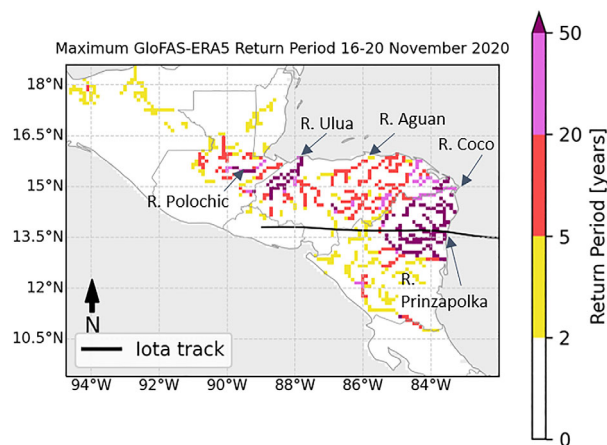 Maximum GloFAS-ERA5 Return Period 16-20 November 2020
18°N
16.5°N
15°N
13.5°N
12°N
10.5°N
94°W
92°W
90°W
88°W
86°W
84°W
R. Ulua
R. Aguan
R. Coco
R. Polochic
R.
Prinzapolka
N
Iota track
50
20
5
2
0
Return Period [years]